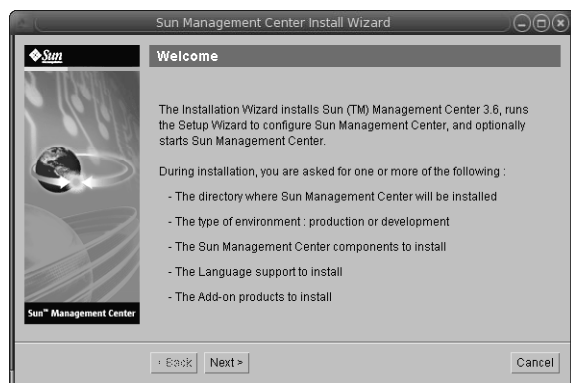 Sun Management Center Install Wizard
Sun
Welcome
The Installation Wizard installs Sun (TM) Management Center 3.6, runs
the Setup Wizard to configure Sun Management Center, and optionally
starts Sun Management Center.
During installation, you are asked for one or more of the following :
- The directory where Sun Management Center will be installed
- The type of environment : production or development
- The Sun Management Center components to install
- The Language support to install
- The Add-on products to install
Sun™ Management Center
< Back Next > Cancel